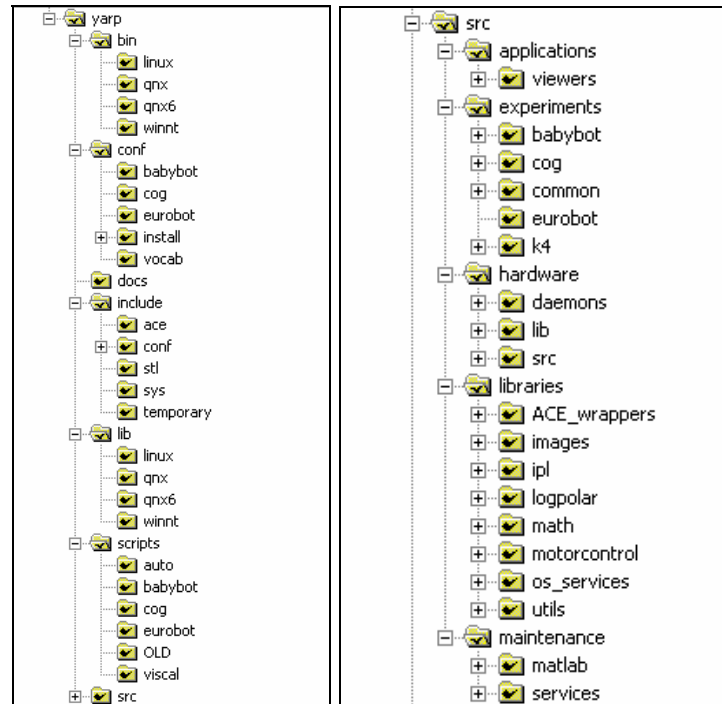 yarp
bin
linux
qnx
qnx6
winnt
conf
babybot
cog
eurobot
install
vocab
docs
include
ace
conf
stl
sys
temporary
lib
linux
qnx
qnx6
winnt
scripts
auto
babybot
cog
eurobot
OLD
viscal
src
src
applications
viewers
experiments
babybot
cog
common
eurobot
k4
hardware
daemons
lib
src
libraries
ACE_wrappers
images
ipl
logpolar
math
motorcontrol
os_services
utils
maintenance
matlab
services